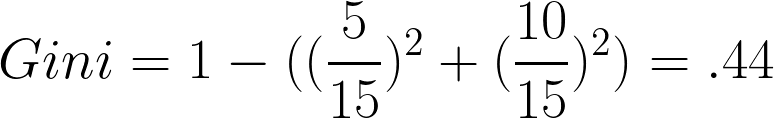 Gini = 1 − ((5/15)² + (10/15)²) = .44